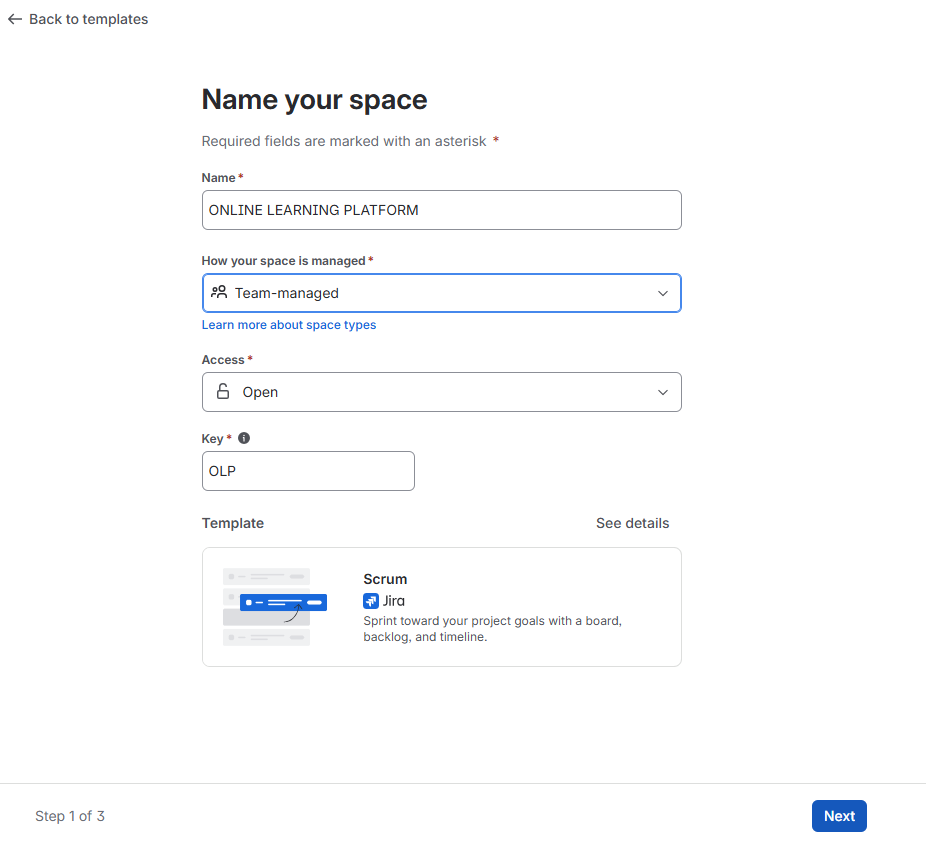 Back to templates
Name your space
Required fields are marked with an asterisk *
Name *
ONLINE LEARNING PLATFORM
How your space is managed *
Team-managed
Learn more about space types
Access *
Open
Key *
OLP
Template See details
Scrum
Jira
Sprint toward your project goals with a board,
backlog, and timeline.
Step 1 of 3 Next